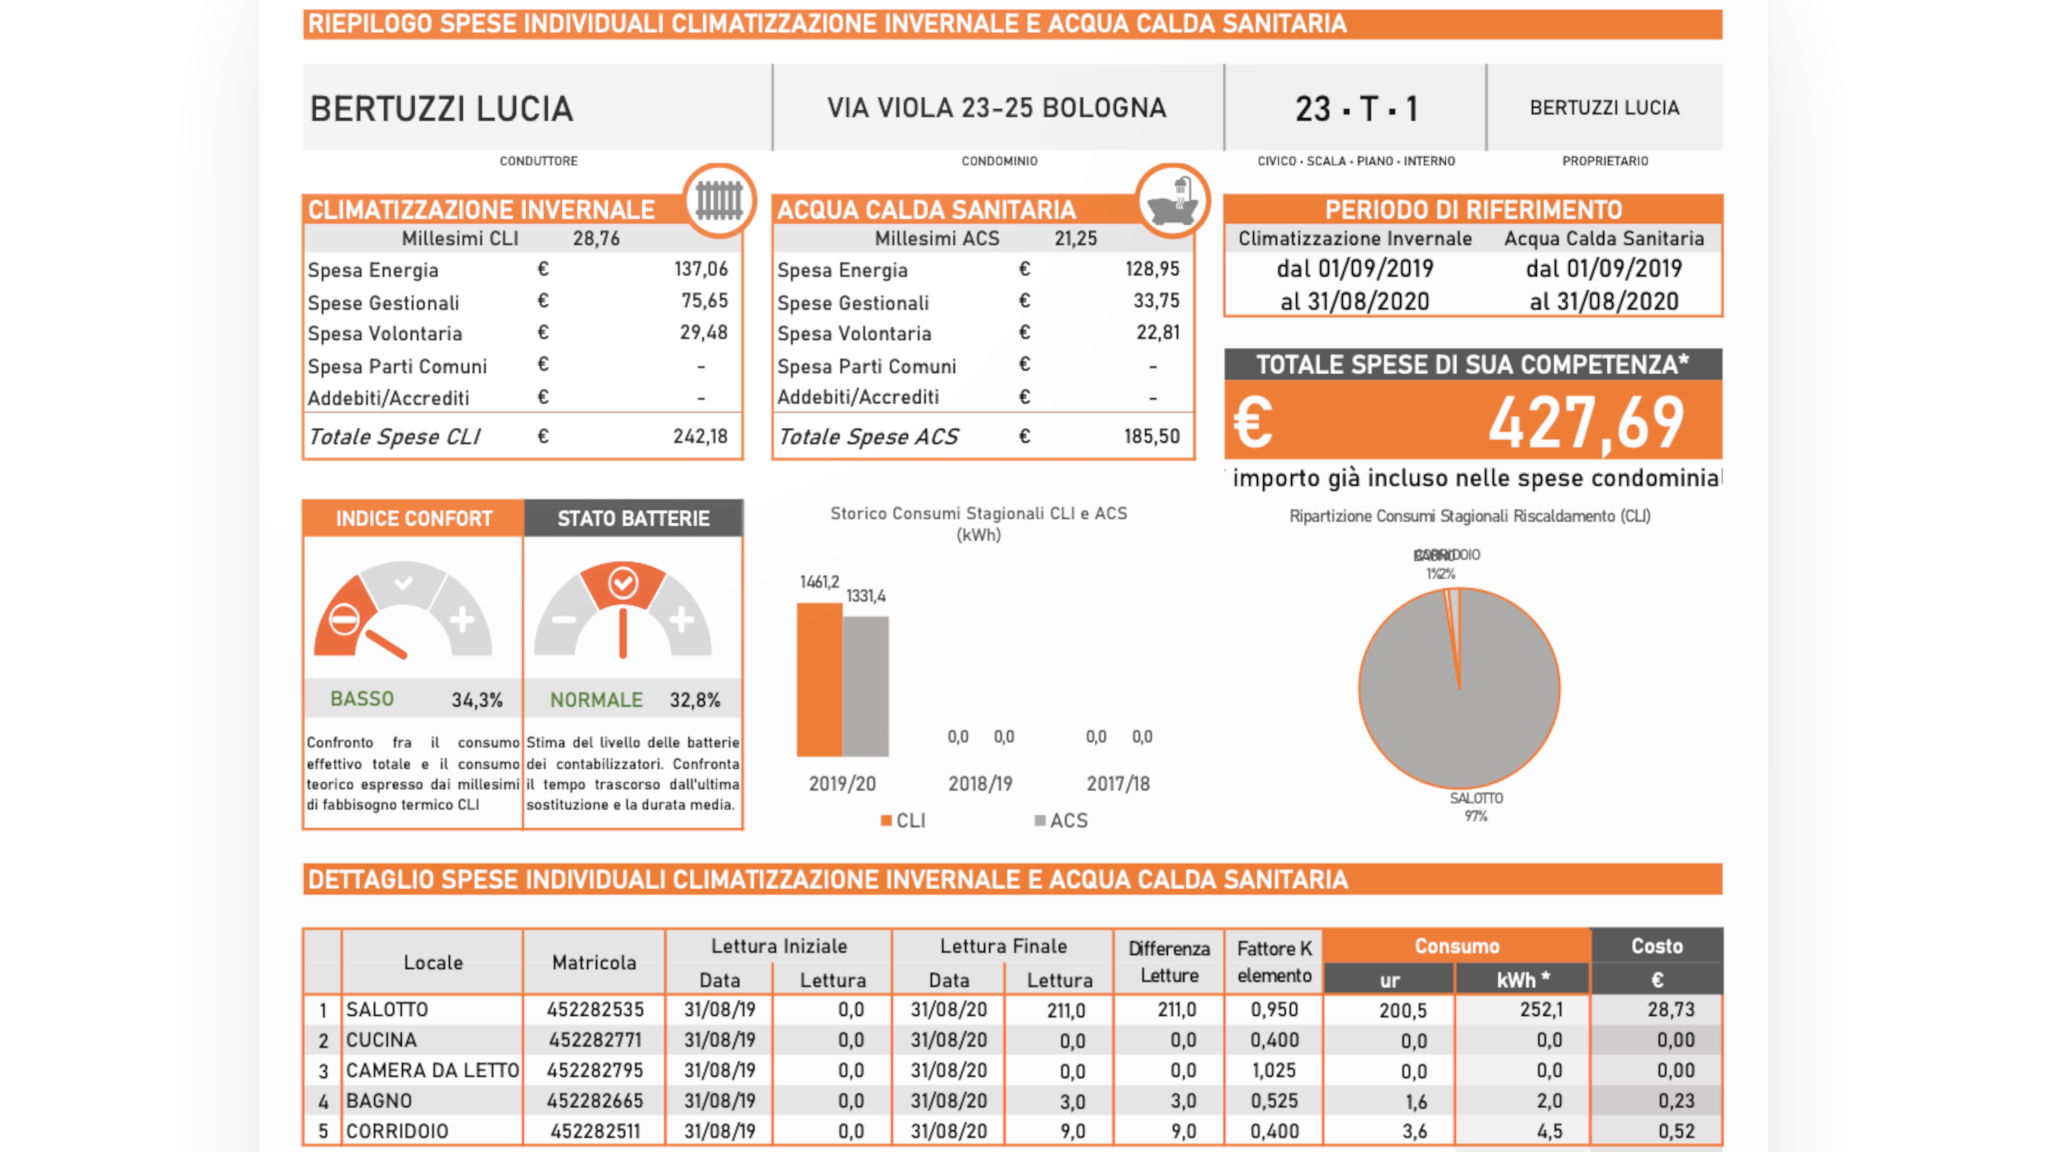 RIEPILOGO SPESE INDIVIDUALI CLIMATIZZAZIONE INVERNALE E ACQUA CALDA SANITARIA
BERTUZZI LUCIA
VIA VIOLA 23-25 BOLOGNA
23 · T · 1
BERTUZZI LUCIA
CONDUTTORE
CONDOMINIO
CIVICO · SCALA · PIANO · INTERNO
PROPRIETARIO
CLIMATIZZAZIONE INVERNALE
Millesimi CLI 28,76
Spesa Energia € 137,06
Spese Gestionali € 75,65
Spesa Volontaria € 29,48
Spesa Parti Comuni € -
Addebiti/Accrediti € -
Totale Spese CLI € 242,18
ACQUA CALDA SANITARIA
Millesimi ACS 21,25
Spesa Energia € 128,95
Spese Gestionali € 33,75
Spesa Volontaria € 22,81
Spesa Parti Comuni € -
Addebiti/Accrediti € -
Totale Spese ACS € 185,50
PERIODO DI RIFERIMENTO
Climatizzazione Invernale Acqua Calda Sanitaria
dal 01/09/2019 dal 01/09/2019
al 31/08/2020 al 31/08/2020
TOTALE SPESE DI SUA COMPETENZA*
€ 427,69
importo già incluso nelle spese condominial
INDICE CONFORT
BASSO 34,3%
Confronto fra il consumo
effettivo totale e il consumo
teorico espresso dai millesimi
di fabbisogno termico CLI
STATO BATTERIE
NORMALE 32,8%
Stima del livello delle batterie
dei contabilizzatori. Confronta
il tempo trascorso dall'ultima
sostituzione e la durata media.
Storico Consumi Stagionali CLI e ACS
(kWh)
1461,2
1331,4
0,0 0,0 0,0 0,0
2019/20 2018/19 2017/18
CLI ACS
Ripartizione Consumi Stagionali Riscaldamento (CLI)
CORRIDOIO
1% 2%
SALOTTO
97%
DETTAGLIO SPESE INDIVIDUALI CLIMATIZZAZIONE INVERNALE E ACQUA CALDA SANITARIA
Locale Matricola Lettura Iniziale Lettura Finale Differenza Letture Fattore K elemento Consumo Costo
Data Lettura Data Lettura ur kWh * €
1 SALOTTO 452282535 31/08/19 0,0 31/08/20 211,0 211,0 0,950 200,5 252,1 28,73
2 CUCINA 452282771 31/08/19 0,0 31/08/20 0,0 0,0 0,400 0,0 0,0 0,00
3 CAMERA DA LETTO 452282795 31/08/19 0,0 31/08/20 0,0 0,0 1,025 0,0 0,0 0,00
4 BAGNO 452282665 31/08/19 0,0 31/08/20 3,0 3,0 0,525 1,6 2,0 0,23
5 CORRIDOIO 452282511 31/08/19 0,0 31/08/20 9,0 9,0 0,400 3,6 4,5 0,52